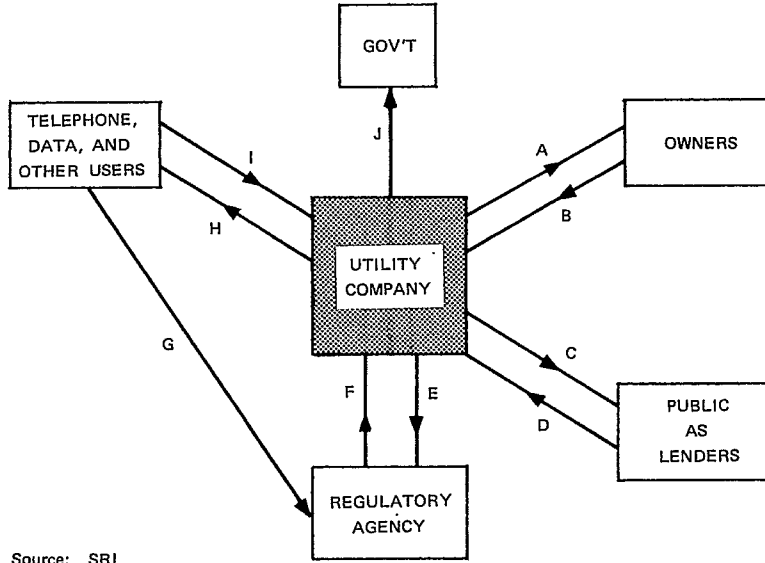 GOV'T
TELEPHONE,
DATA, AND
OTHER USERS
I
H
J
A
B
OWNERS
UTILITY
COMPANY
G
F
E
C
D
PUBLIC
AS
LENDERS
REGULATORY
AGENCY
Source: SRI